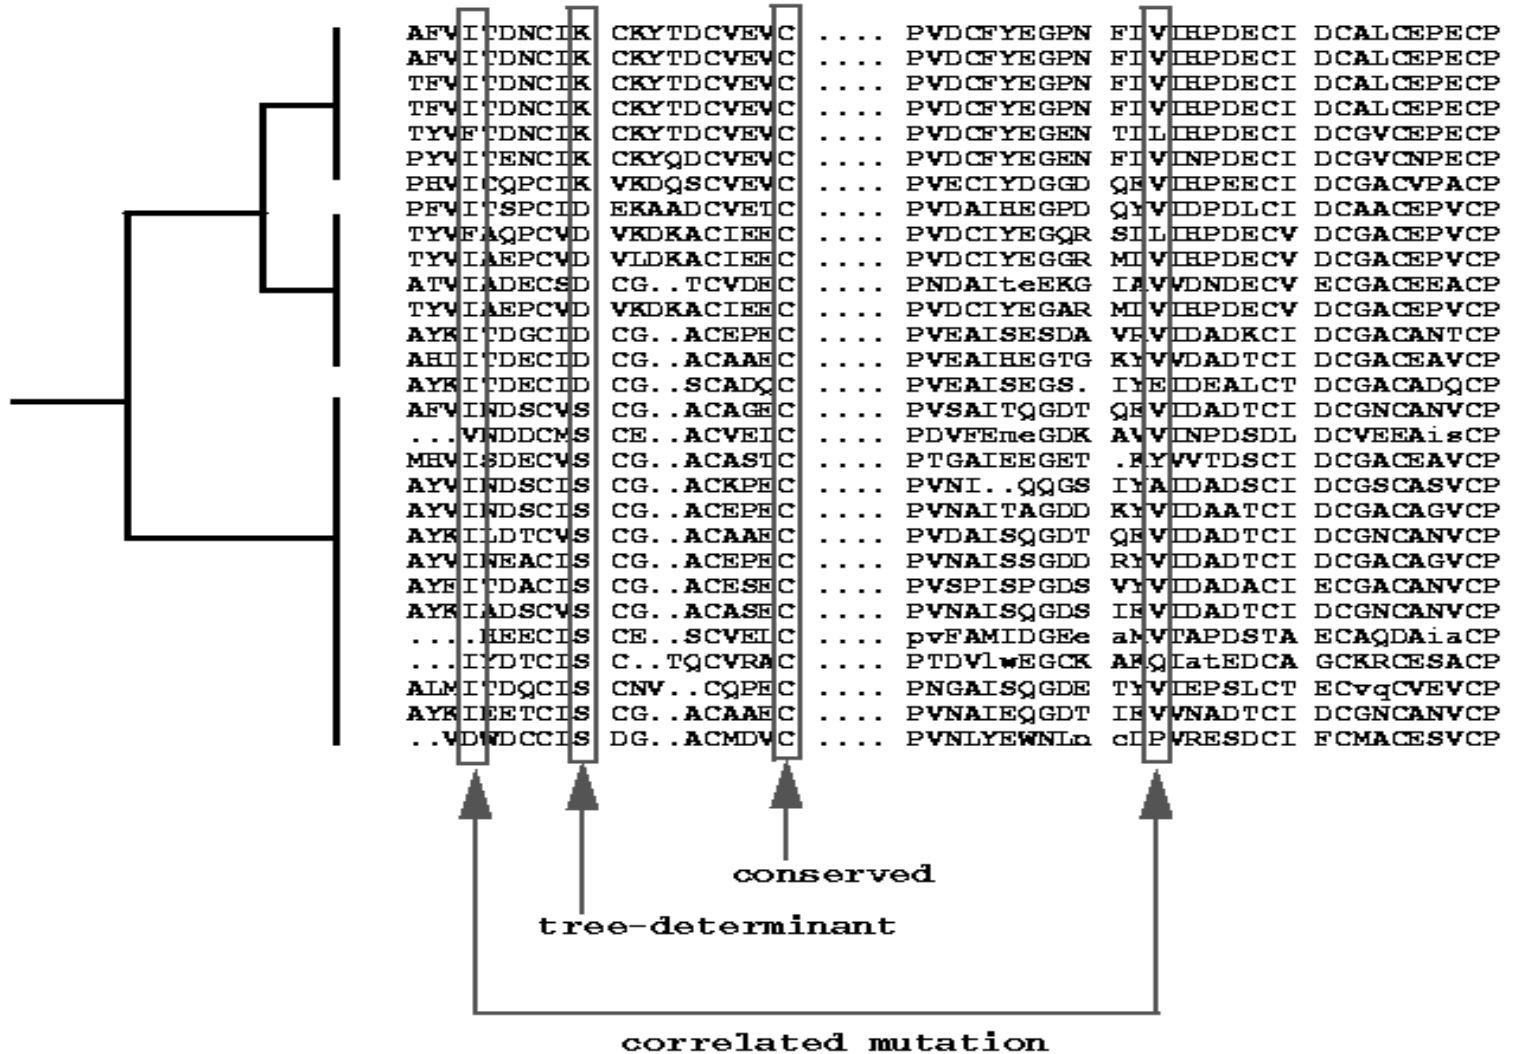 AFVITDNCIK CKYTDCVEVC .... PVDCFYEGPN FIVIHPDECI DCALCEPECP
AFVITDNCIK CKYTDCVEVC .... PVDCFYEGPN FIVIHPDECI DCALCEPECP
TFVITDNCIK CKYTDCVEVC .... PVDCFYEGPN FIVIHPDECI DCALCEPECP
TFVITDNCIK CKYTDCVEVC .... PVDCFYEGPN FIVIHPDECI DCALCEPECP
TYVFTDNCIK CKYTDCVEVC .... PVDCFYEGEN TILIHPDECI DCGVCEPECP
PYVITENCIK CKYQDCVEVC .... PVDCFYEGEN FIVINPDECI DCGVCNPECP
PHVICQPCIK VKDQSCVEVC .... PVECIYDGGD QFVIHPEECI DCGACVPACP
PFVITSPCID EKAADCVETC .... PVDAIHEGPD QYVIDPDLCI DCAACEPVCP
TYVFAQPCVD VKDKACIEEC .... PVDCIYEGQR SILIHPDECV DCGACEPVCP
TYVIAEPCVD VLDKACIEEC .... PVDCIYEGGR MIVIHPDECV DCGACEPVCP
ATVIADECSD CG..TCVDEC .... PNDAIteEKG IAVVDNDECV ECGACEEACP
TYVIAEPCVD VKDKACIEEC .... PVDCIYEGAR MIVIHPDECV DCGACEPVCP
AYKITDGCID CG..ACEPEC .... PVEAISESDA VRVIDADKCI DCGACANTCP
AHIITDECID CG..ACAAEC .... PVEAIHEGTG KYVVDADTCI DCGACEAVCP
AYKITDECID CG..SCADQC .... PVEAISEGS. IYEIDEALCT DCGACADQCP
AFVINDSCVS CG..ACAGEC .... PVSAITQGDT QFVIDADTCI DCGNCANVCP
...VNDDCMS CE..ACVEIC .... PDVFEmeGDK AVVINPDSDL DCVEEAisCP
MHVISDECVS CG..ACASTC .... PTGAIEEGET .KYVVTDSCI DCGACEAVCP
AYVINDSCIS CG..ACKPEC .... PVNI..QQGS IYAIDADSCI DCGSCASVCP
AYVINDSCIS CG..ACEPEC .... PVNAITAGDD KYVIDAATCI DCGACAGVCP
AYKILDTCVS CG..ACAAEC .... PVDAISQGDT QFVIDADTCI DCGNCANVCP
AYVINEACIS CG..ACEPEC .... PVNAISSGDD RYVIDADTCI DCGACAGVCP
AYEITDACIS CG..ACESEC .... PVSPISPGDS VYVIDADACI ECGACANVCP
AYKIADSCVS CG..ACASEC .... PVNAISQGDS IFVIDADTCI DCGNCANVCP
....HEECIS CE..SCVELC .... pvFAMIDGEe aMVTAPDSTA ECAQDAiaCP
...IYDTCIS C..TQCVRAC .... PTDVlwEGCK AKQIatEDCA GCKRCESACP
ALMITDQCIS CNV..CQPEC .... PNGAISQGDE TYVIEPSLCT ECvqCVEVCP
AYKIEETCIS CG..ACAAEC .... PVNAIEQGDT IFVVNADTCI DCGNCANVCP
..VDWDCCIS DG..ACMDVC .... PVNLYEWNLn cDPVRESDCI FCMACESVCP
conserved
tree-determinant
correlated mutation